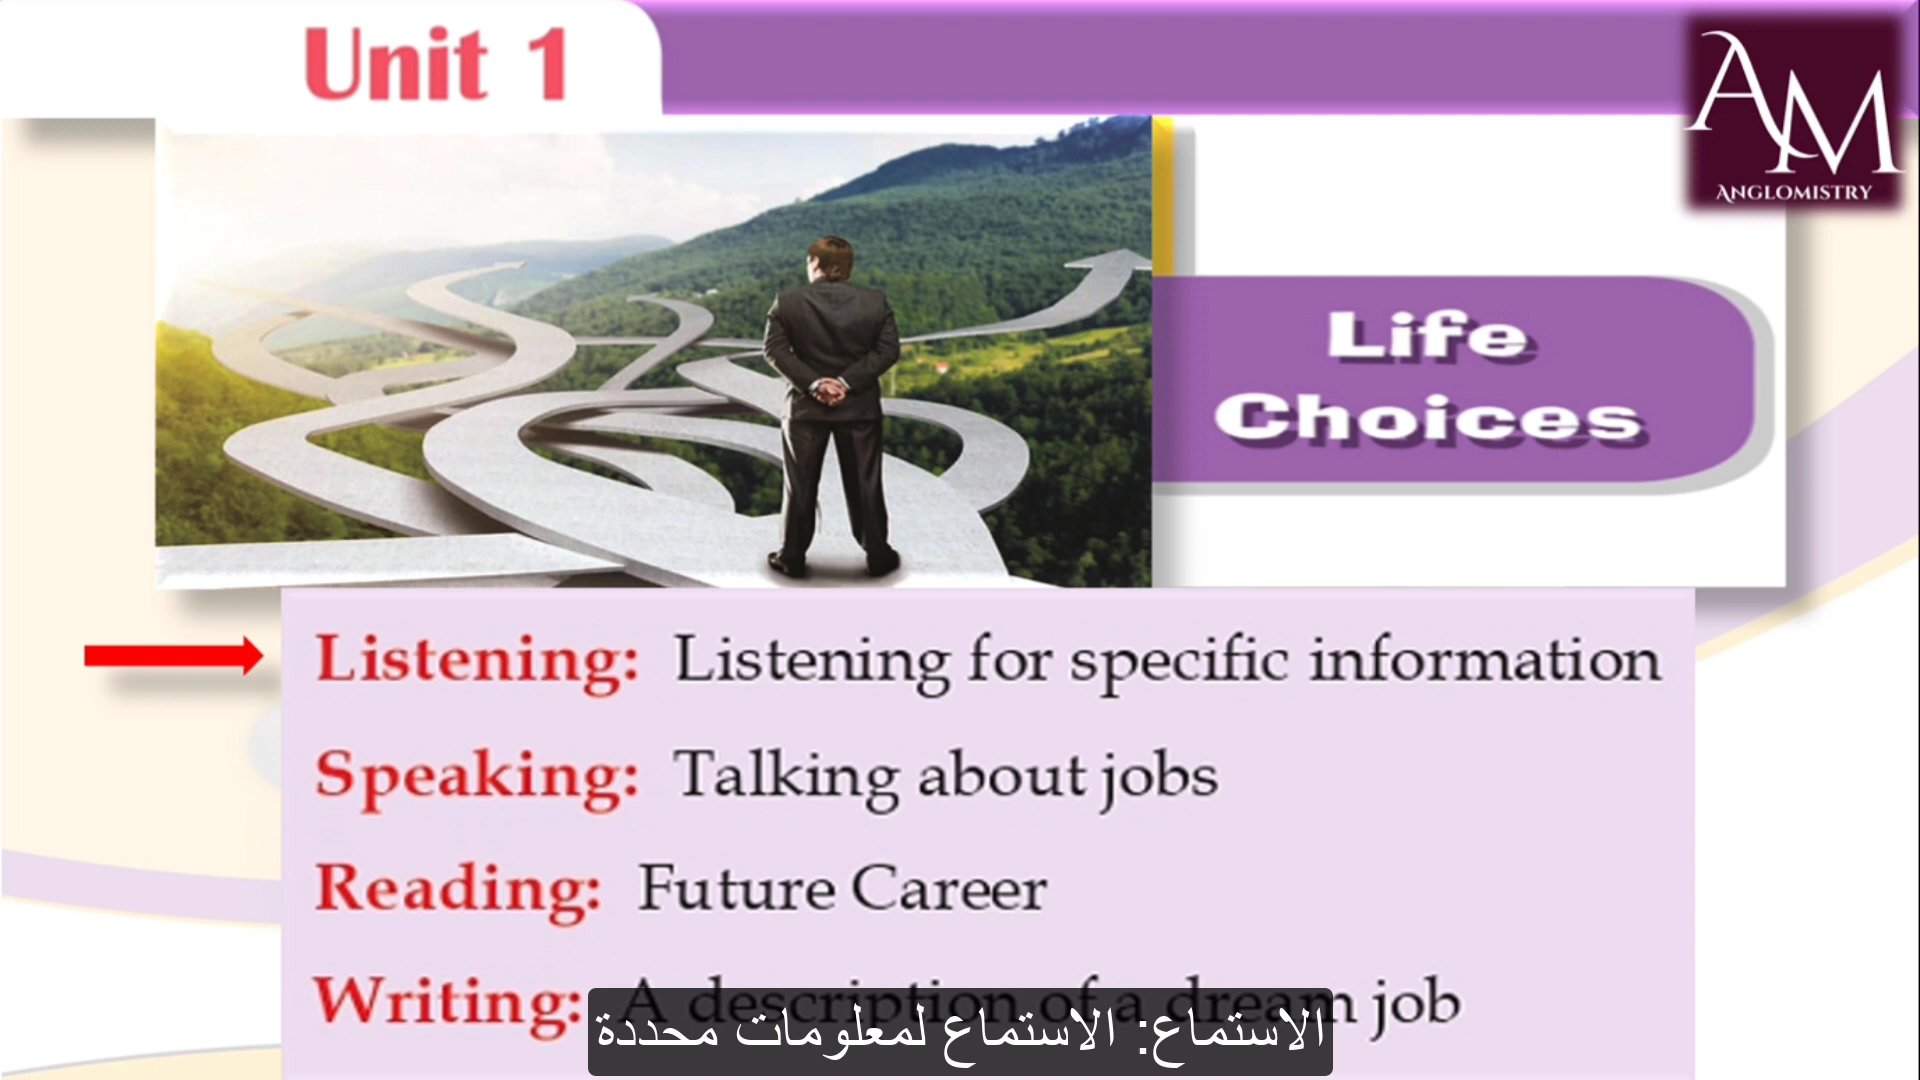 Unit 1
AM
ANGLOMISTRY
Life
Choices
Listening: Listening for specific information
Speaking: Talking about jobs
Reading: Future Career
Writing: A description of a dream job
الاستماع: الاستماع لمعلومات محددة